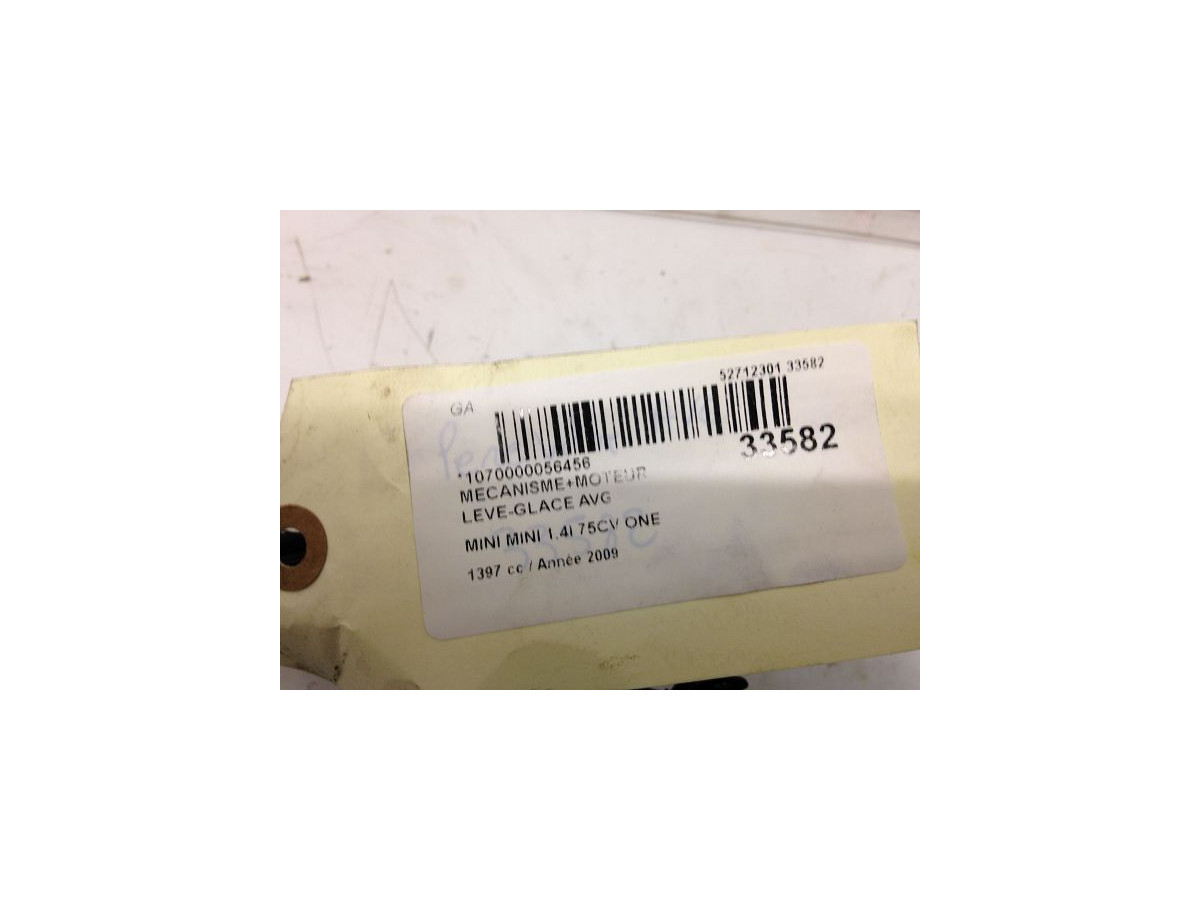 52712301 33582
GA
33582
*1070000056456
MECANISME+MOTEUR
LEVE-GLACE AVG
MINI MINI 1.4i 75CV ONE
1397 cc / Année 2009